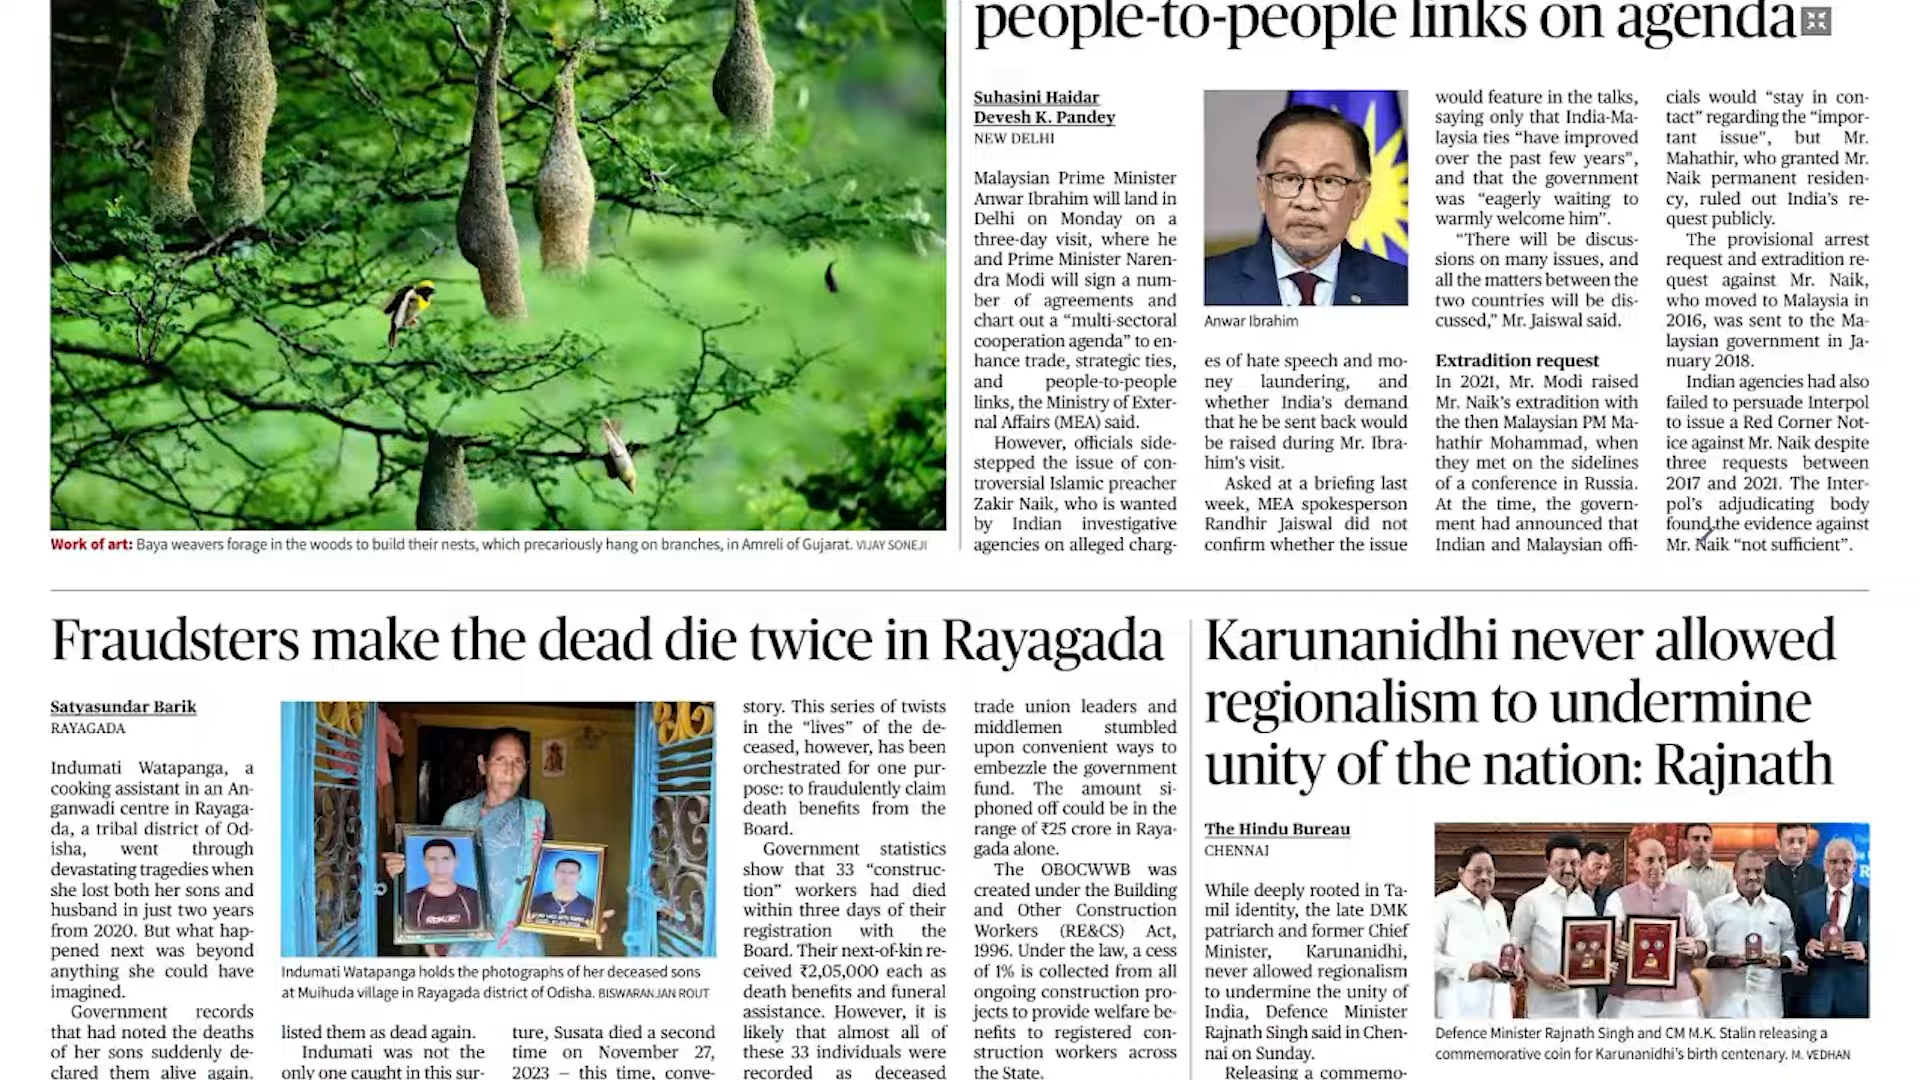 people-to-people links on agenda
Suhasini Haidar
Devesh K. Pandey
NEW DELHI
Malaysian Prime Minister
Anwar Ibrahim will land in
Delhi on Monday on a
three-day visit, where he
and Prime Minister Naren-
dra Modi will sign a num-
ber of agreements and
chart out a “multi-sectoral
cooperation agenda” to en-
hance trade, strategic ties,
and people-to-people
links, the Ministry of Exter-
nal Affairs (MEA) said.
However, officials side-
stepped the issue of con-
troversial Islamic preacher
Zakir Naik, who is wanted
by Indian investigative
agencies on alleged charg-
Anwar Ibrahim
es of hate speech and mo-
ney laundering, and
whether India’s demand
that he be sent back would
be raised during Mr. Ibra-
him’s visit.
Asked at a briefing last
week, MEA spokesperson
Randhir Jaiswal did not
confirm whether the issue
would feature in the talks,
saying only that India-Ma-
laysia ties “have improved
over the past few years”,
and that the government
was “eagerly waiting to
warmly welcome him”.
“There will be discus-
sions on many issues, and
all the matters between the
two countries will be dis-
cussed,” Mr. Jaiswal said.
Extradition request
In 2021, Mr. Modi raised
Mr. Naik’s extradition with
the then Malaysian PM Ma-
hathir Mohammad, when
they met on the sidelines
of a conference in Russia.
At the time, the govern-
ment had announced that
Indian and Malaysian offi-
cials would “stay in con-
tact” regarding the “impor-
tant issue”, but Mr.
Mahathir, who granted Mr.
Naik permanent residen-
cy, ruled out India’s re-
quest publicly.
The provisional arrest
request and extradition re-
quest against Mr. Naik,
who moved to Malaysia in
2016, was sent to the Ma-
laysian government in Ja-
nuary 2018.
Indian agencies had also
failed to persuade Interpol
to issue a Red Corner Not-
ice against Mr. Naik despite
three requests between
2017 and 2021. The Inter-
pol’s adjudicating body
found the evidence against
Mr. Naik “not sufficient”.
Work of art: Baya weavers forage in the woods to build their nests, which precariously hang on branches, in Amreli of Gujarat. VIJAY SONEJI
Fraudsters make the dead die twice in Rayagada
Satyasundar Barik
RAYAGADA
Indumati Watapanga, a
cooking assistant in an An-
ganwadi centre in Rayaga-
da, a tribal district of Od-
isha, went through
devastating tragedies when
she lost both her sons and
husband in just two years
from 2020. But what hap-
pened next was beyond
anything she could have
imagined.
Government records
that had noted the deaths
of her sons suddenly de-
clared them alive again,
Indumati Watapanga holds the photographs of her deceased sons
at Muihuda village in Rayagada district of Odisha. BISWARANJAN ROUT
listed them as dead again.
Indumati was not the
only one caught in this sur-
ture, Susata died a second
time on November 27,
2023 – this time, conve-
story. This series of twists
in the “lives” of the de-
ceased, however, has been
orchestrated for one pur-
pose: to fraudulently claim
death benefits from the
Board.
Government statistics
show that 33 “construc-
tion” workers had died
within three days of their
registration with the
Board. Their next-of-kin re-
ceived ₹2,05,000 each as
death benefits and funeral
assistance. However, it is
likely that almost all of
these 33 individuals were
recorded as deceased
trade union leaders and
middlemen stumbled
upon convenient ways to
embezzle the government
fund. The amount si-
phoned off could be in the
range of ₹25 crore in Raya-
gada alone.
The OBOCWWB was
created under the Building
and Other Construction
Workers (RE&CS) Act,
1996. Under the law, a cess
of 1% is collected from all
ongoing construction pro-
jects to provide welfare be-
nefits to registered con-
struction workers across
the State.
Karunanidhi never allowed
regionalism to undermine
unity of the nation: Rajnath
The Hindu Bureau
CHENNAI
While deeply rooted in Ta-
mil identity, the late DMK
patriarch and former Chief
Minister, Karunanidhi,
never allowed regionalism
to undermine the unity of
India, Defence Minister
Rajnath Singh said in Chen-
nai on Sunday.
Releasing a commemo-
Defence Minister Rajnath Singh and CM M.K. Stalin releasing a
commemorative coin for Karunanidhi’s birth centenary. M. VEDHAN